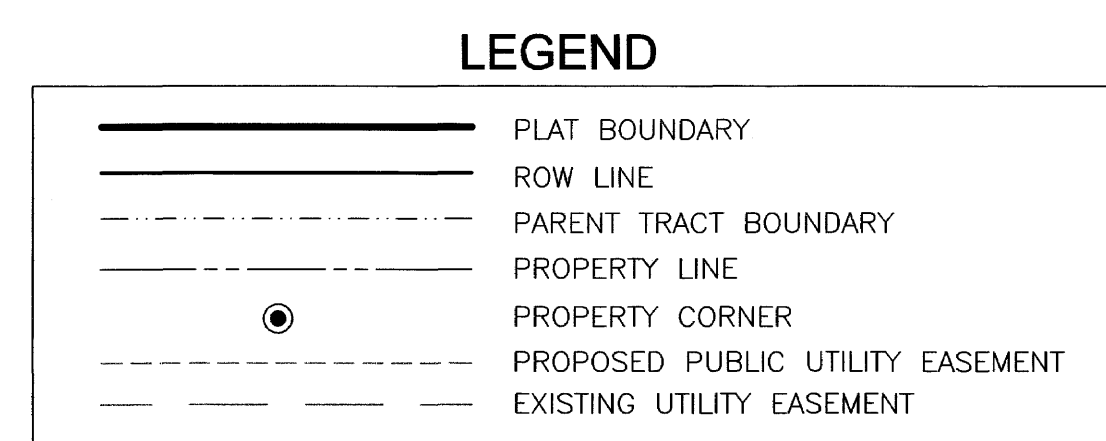 LEGEND
PLAT BOUNDARY
ROW LINE
PARENT TRACT BOUNDARY
PROPERTY LINE
PROPERTY CORNER
PROPOSED PUBLIC UTILITY EASEMENT
EXISTING UTILITY EASEMENT